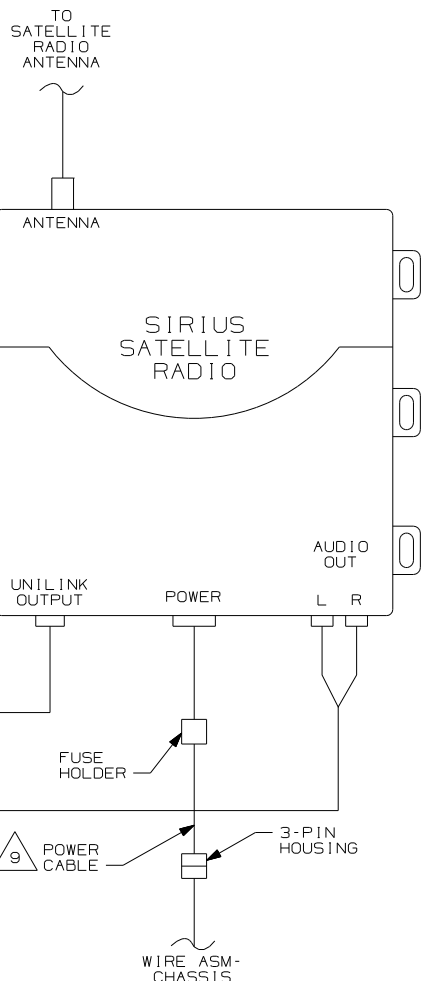 TO
SATELLITE
RADIO
ANTENNA
ANTENNA
SIRIUS
SATELLITE
RADIO
AUDIO
OUT
UNILINK
OUTPUT
POWER
L R
FUSE
HOLDER
9
POWER
CABLE
3-PIN
HOUSING
WIRE ASM-
CHASSIS